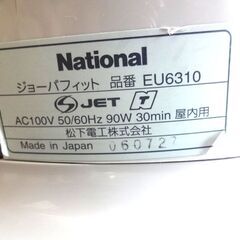 National
ジョーバフィット 品番 EU6310
S JET T
AC100V 50/60Hz 90W 30min 屋内用
松下電工株式会社
Made in Japan 060727